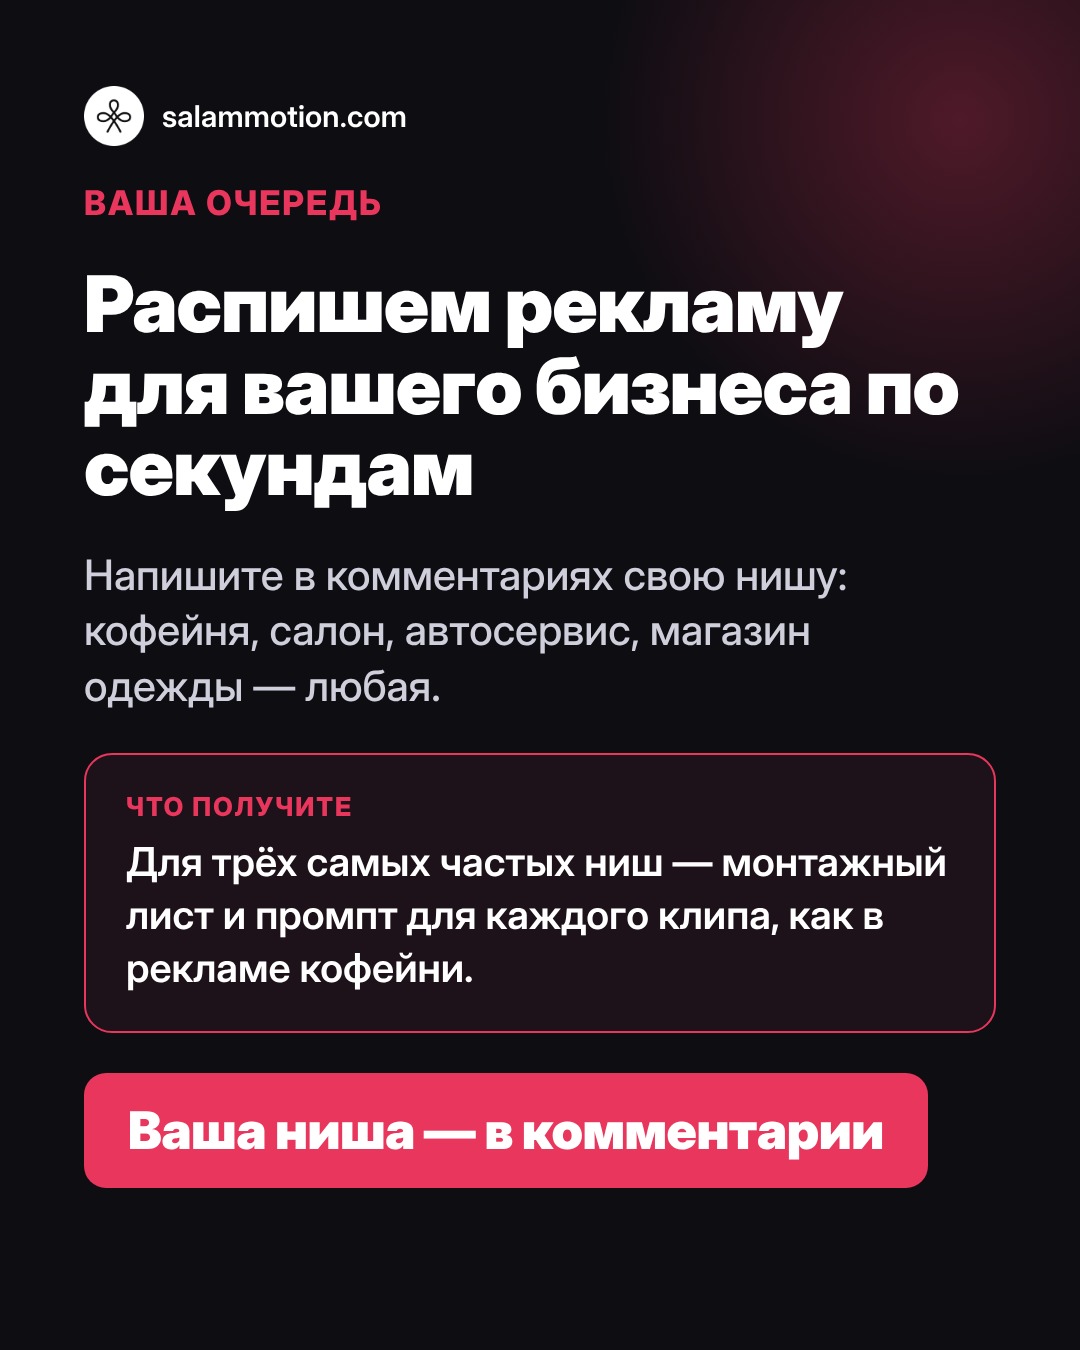 salammotion.com
ВАША ОЧЕРЕДЬ
Распишем рекламу
для вашего бизнеса по
секундам
Напишите в комментариях свою нишу:
кофейня, салон, автосервис, магазин
одежды — любая.
ЧТО ПОЛУЧИТЕ
Для трёх самых частых ниш — монтажный
лист и промпт для каждого клипа, как в
рекламе кофейни.
Ваша ниша — в комментарии